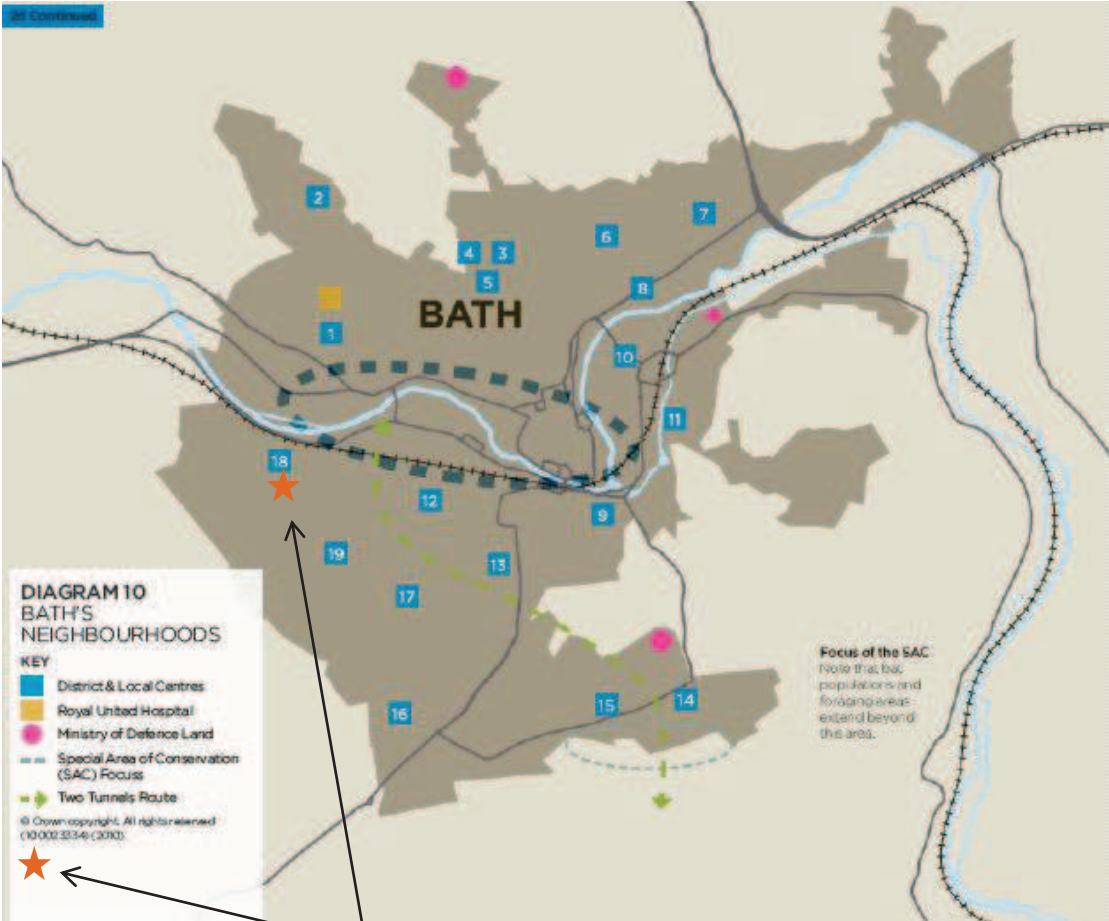 2d Continued
2
7
6
4
3
5
8
BATH
1
10
11
18
12
9
19
13
17
16
15
14
DIAGRAM 10
BATH'S
NEIGHBOURHOODS
KEY
District & Local Centres
Royal United Hospital
Ministry of Defence Land
Special Area of Conservation
(SAC) Focuss
Two Tunnels Route
© Crown copyright. All rights reserved
(100023334) (2010)
Focus of the SAC
Note that bat
populations and
foraging areas
extend beyond
this area.